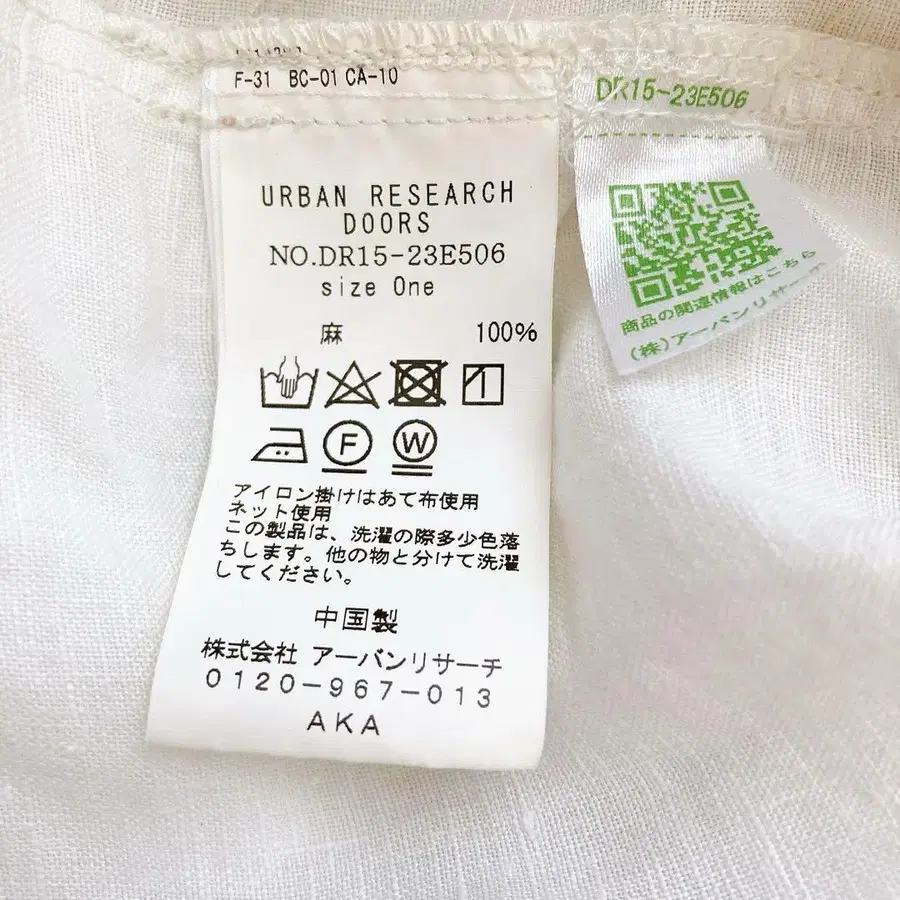 F-31 BC-01 CA-10
URBAN RESEARCH
DOORS
NO.DR15-23E506
size One
麻 100%
F W
アイロン掛けはあて布使用
ネット使用
この製品は、洗濯の際多少色落
ちします。他の物と分けて洗濯
してください。
中国製
株式会社 アーバンリサーチ
0120-967-013
AKA
DR15-23E506
商品の関連情報はこちら
(株)アーバンリサーチ